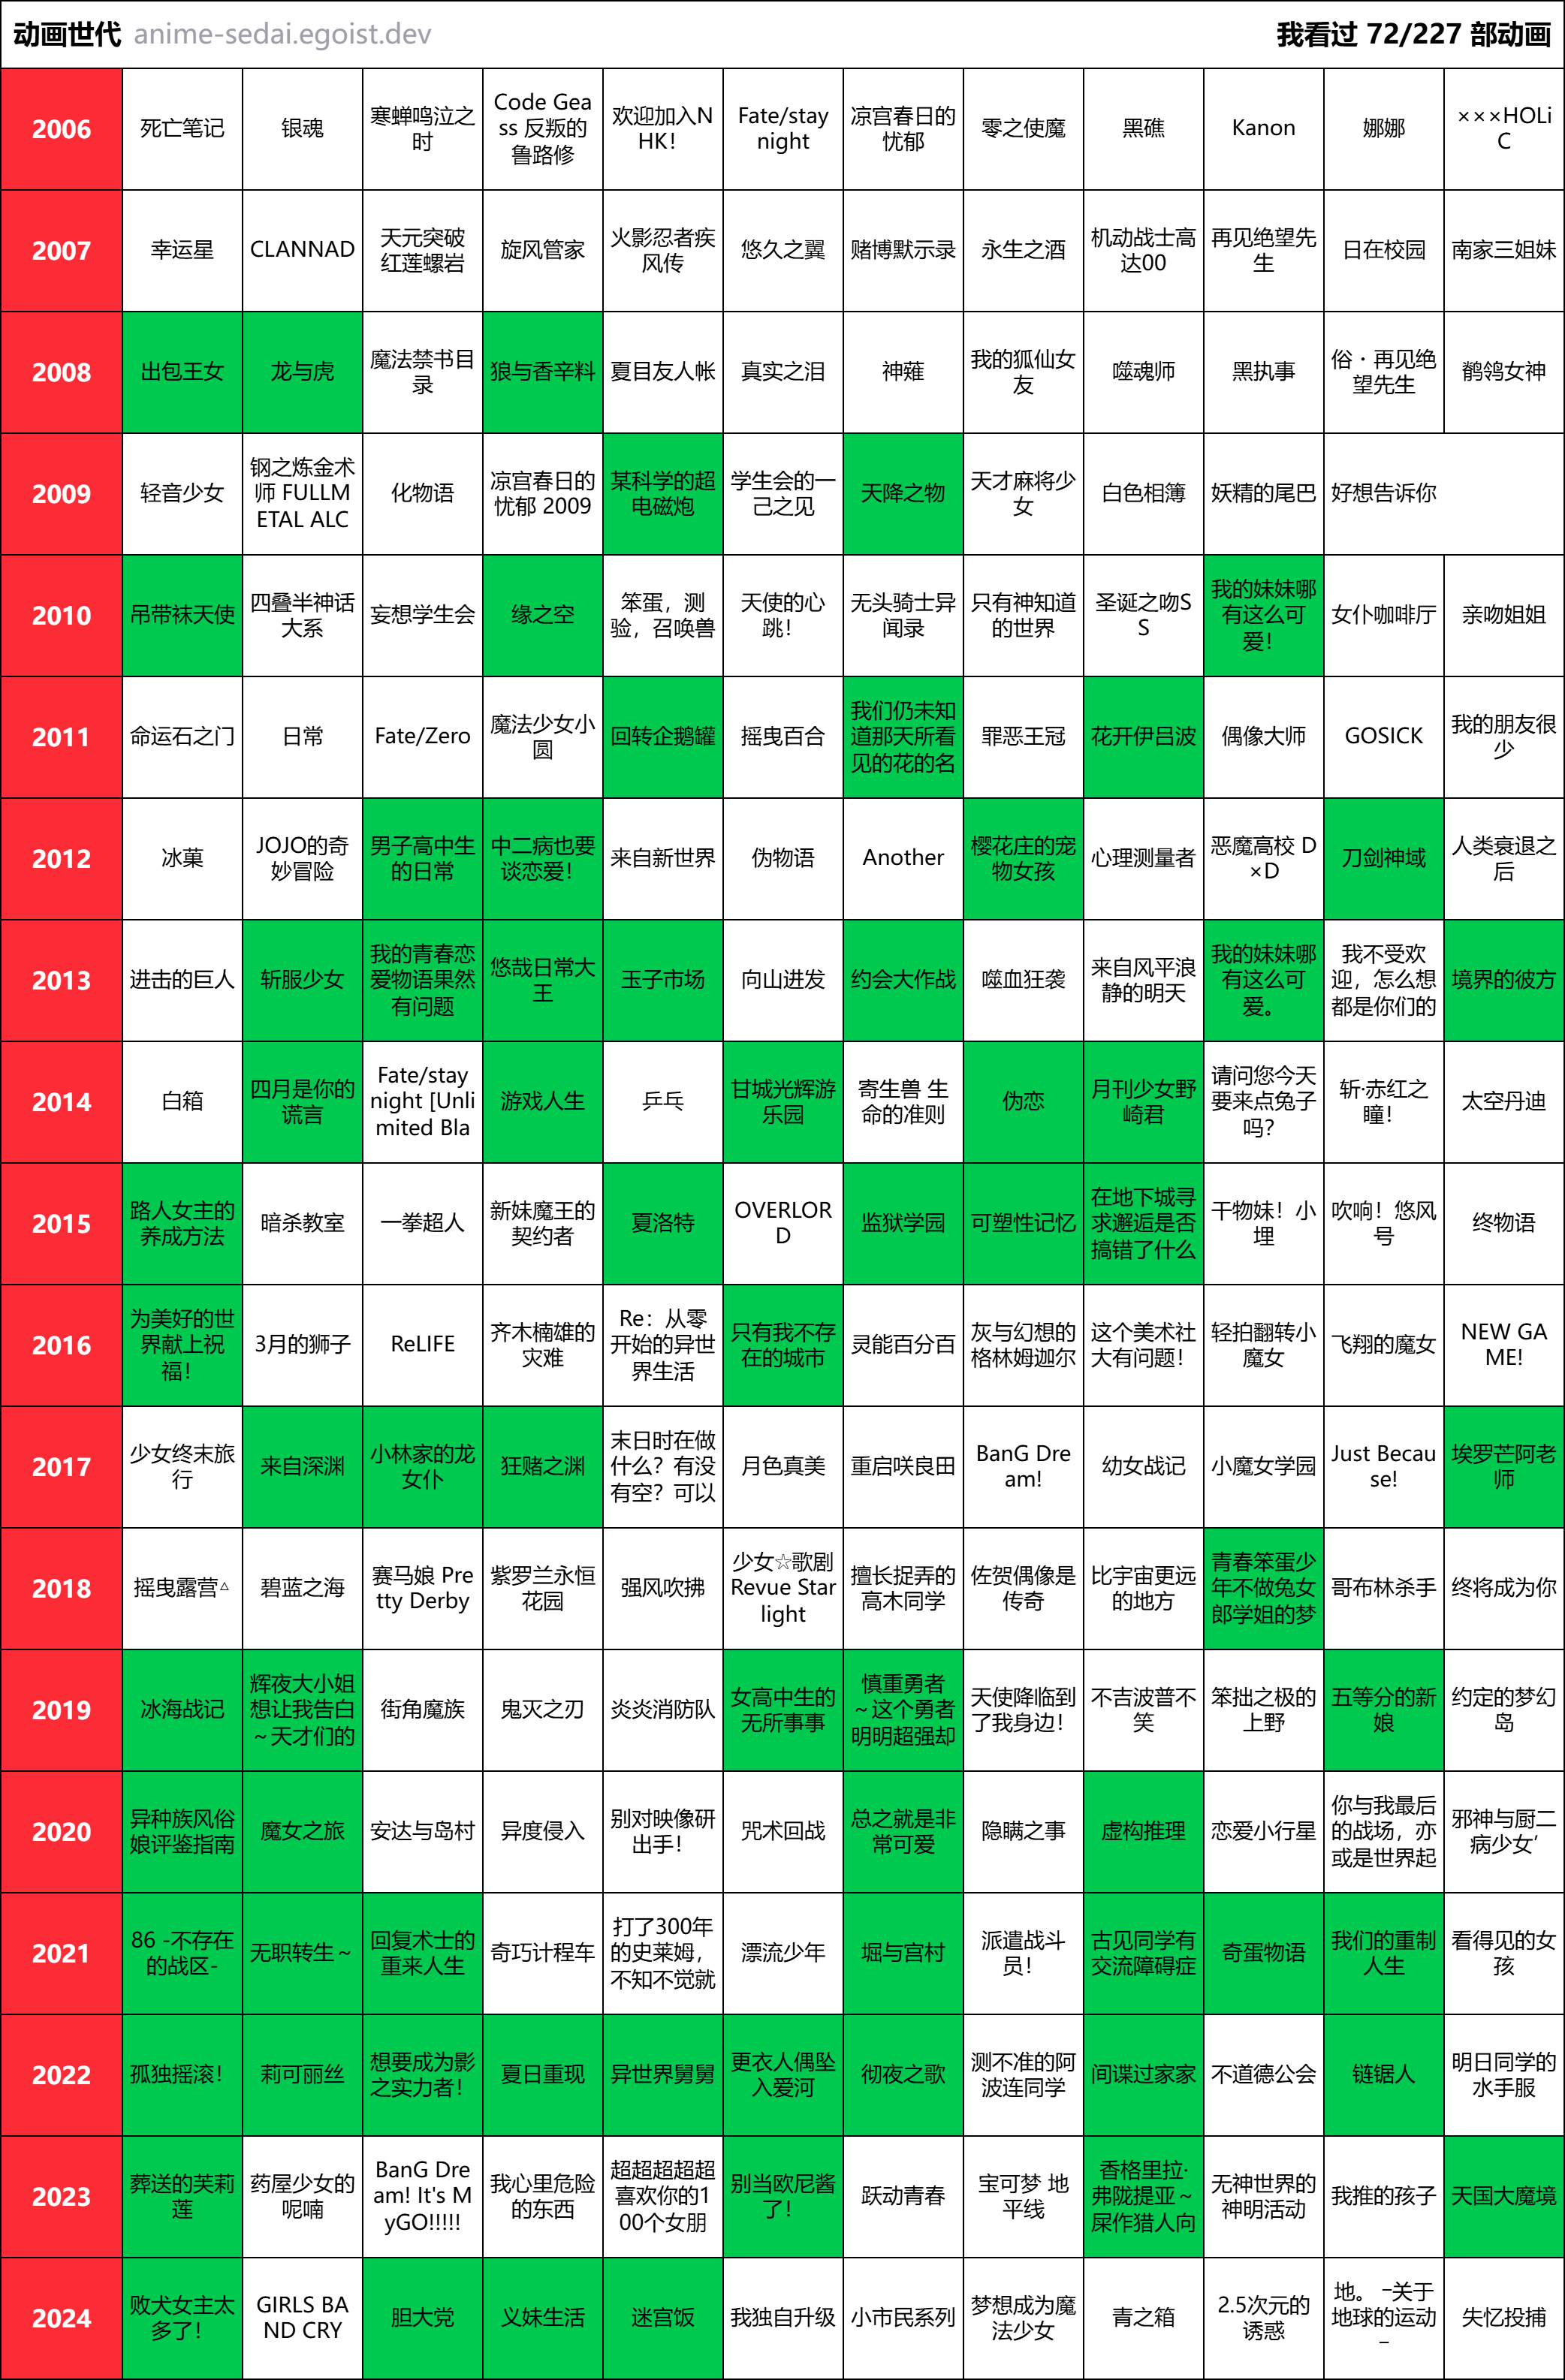 动画世代 anime-sedai.egoist.dev
我看过 72/227 部动画
2006
死亡笔记
银魂
寒蝉鸣泣之
时
Code Gea
ss 反叛的
鲁路修
欢迎加入N
HK！
Fate/stay
night
凉宫春日的
忧郁
零之使魔
黑礁
Kanon
娜娜
×××HOLi
C
2007
幸运星
CLANNAD
天元突破
红莲螺岩
旋风管家
火影忍者疾
风传
悠久之翼
赌博默示录
永生之酒
机动战士高
达00
再见绝望先
生
日在校园
南家三姐妹
2008
出包王女
龙与虎
魔法禁书目
录
狼与香辛料
夏目友人帐
真实之泪
神薙
我的狐仙女
友
噬魂师
黑执事
俗・再见绝
望先生
鹡鸰女神
2009
轻音少女
钢之炼金术
师 FULLM
ETAL ALC
化物语
凉宫春日的
忧郁 2009
某科学的超
电磁炮
学生会的一
己之见
天降之物
天才麻将少
女
白色相簿
妖精的尾巴
好想告诉你
2010
吊带袜天使
四叠半神话
大系
妄想学生会
缘之空
笨蛋，测
验，召唤兽
天使的心
跳！
无头骑士异
闻录
只有神知道
的世界
圣诞之吻S
S
我的妹妹哪
有这么可
爱！
女仆咖啡厅
亲吻姐姐
2011
命运石之门
日常
Fate/Zero
魔法少女小
圆
回转企鹅罐
摇曳百合
我们仍未知
道那天所看
见的花的名
罪恶王冠
花开伊吕波
偶像大师
GOSICK
我的朋友很
少
2012
冰菓
JOJO的奇
妙冒险
男子高中生
的日常
中二病也要
谈恋爱！
来自新世界
伪物语
Another
樱花庄的宠
物女孩
心理测量者
恶魔高校 D
×D
刀剑神域
人类衰退之
后
2013
进击的巨人
斩服少女
我的青春恋
爱物语果然
有问题
悠哉日常大
王
玉子市场
向山进发
约会大作战
噬血狂袭
来自风平浪
静的明天
我的妹妹哪
有这么可
爱。
我不受欢
迎，怎么想
都是你们的
境界的彼方
2014
白箱
四月是你的
谎言
Fate/stay
night [Unli
mited Bla
游戏人生
乒乓
甘城光辉游
乐园
寄生兽 生
命的准则
伪恋
月刊少女野
崎君
请问您今天
要来点兔子
吗？
斩·赤红之
瞳！
太空丹迪
2015
路人女主的
养成方法
暗杀教室
一拳超人
新妹魔王的
契约者
夏洛特
OVERLOR
D
监狱学园
可塑性记忆
在地下城寻
求邂逅是否
搞错了什么
干物妹！小
埋
吹响！悠风
号
终物语
2016
为美好的世
界献上祝
福！
3月的狮子
ReLIFE
齐木楠雄的
灾难
Re：从零
开始的异世
界生活
只有我不存
在的城市
灵能百分百
灰与幻想的
格林姆迦尔
这个美术社
大有问题！
轻拍翻转小
魔女
飞翔的魔女
NEW GA
ME!
2017
少女终末旅
行
来自深渊
小林家的龙
女仆
狂赌之渊
末日时在做
什么？有没
有空？可以
月色真美
重启咲良田
BanG Dre
am!
幼女战记
小魔女学园
Just Becau
se!
埃罗芒阿老
师
2018
摇曳露营△
碧蓝之海
赛马娘 Pre
tty Derby
紫罗兰永恒
花园
强风吹拂
少女☆歌剧
Revue Star
light
擅长捉弄的
高木同学
佐贺偶像是
传奇
比宇宙更远
的地方
青春笨蛋少
年不做兔女
郎学姐的梦
哥布林杀手
终将成为你
2019
冰海战记
辉夜大小姐
想让我告白
～天才们的
街角魔族
鬼灭之刃
炎炎消防队
女高中生的
无所事事
慎重勇者
～这个勇者
明明超强却
天使降临到
了我身边！
不吉波普不
笑
笨拙之极的
上野
五等分的新
娘
约定的梦幻
岛
2020
异种族风俗
娘评鉴指南
魔女之旅
安达与岛村
异度侵入
别对映像研
出手！
咒术回战
总之就是非
常可爱
隐瞒之事
虚构推理
恋爱小行星
你与我最后
的战场，亦
或是世界起
邪神与厨二
病少女’
2021
86 -不存在
的战区-
无职转生～
回复术士的
重来人生
奇巧计程车
打了300年
的史莱姆，
不知不觉就
漂流少年
堀与宫村
派遣战斗
员！
古见同学有
交流障碍症
奇蛋物语
我们的重制
人生
看得见的女
孩
2022
孤独摇滚！
莉可丽丝
想要成为影
之实力者！
夏日重现
异世界舅舅
更衣人偶坠
入爱河
彻夜之歌
测不准的阿
波连同学
间谍过家家
不道德公会
链锯人
明日同学的
水手服
2023
葬送的芙莉
莲
药屋少女的
呢喃
BanG Dre
am! It's M
yGO!!!!!
我心里危险
的东西
超超超超超
喜欢你的1
00个女朋
别当欧尼酱
了！
跃动青春
宝可梦 地
平线
香格里拉·
弗陇提亚～
屎作猎人向
无神世界的
神明活动
我推的孩子
天国大魔境
2024
败犬女主太
多了！
GIRLS BA
ND CRY
胆大党
义妹生活
迷宫饭
我独自升级
小市民系列
梦想成为魔
法少女
青之箱
2.5次元的
诱惑
地。 –关于
地球的运动
–
失忆投捕